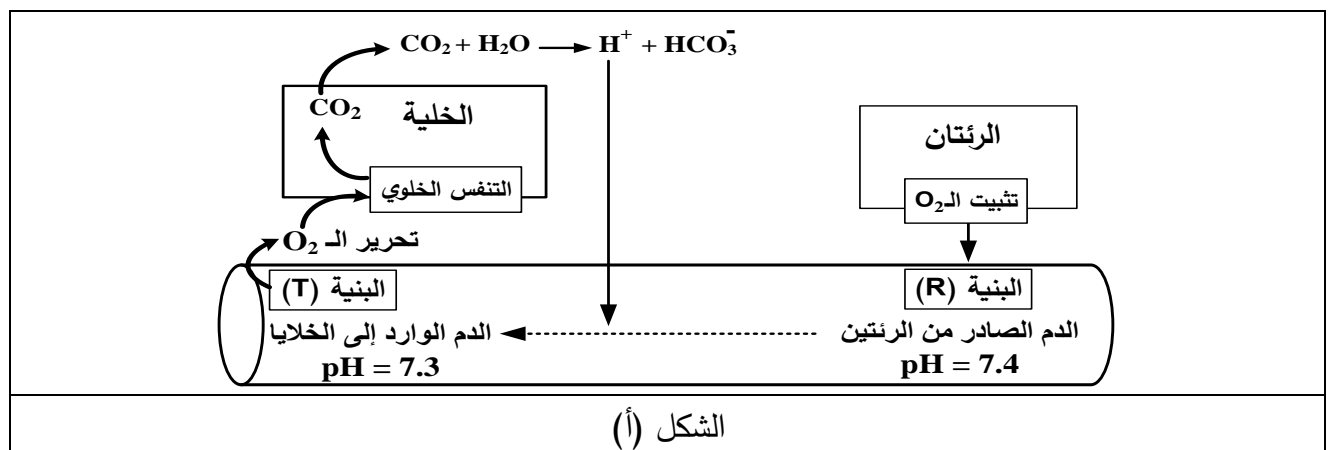 CO₂ + H₂O → H⁺ + HCO₃⁻
CO₂
الخلية
التنفس الخلوي
الرئتان
تثبيت الـO₂
تحرير الـ O₂
البنية (T)
البنية (R)
الدم الوارد إلى الخلايا
الدم الصادر من الرئتين
pH = 7.3
pH = 7.4
الشكل (أ)